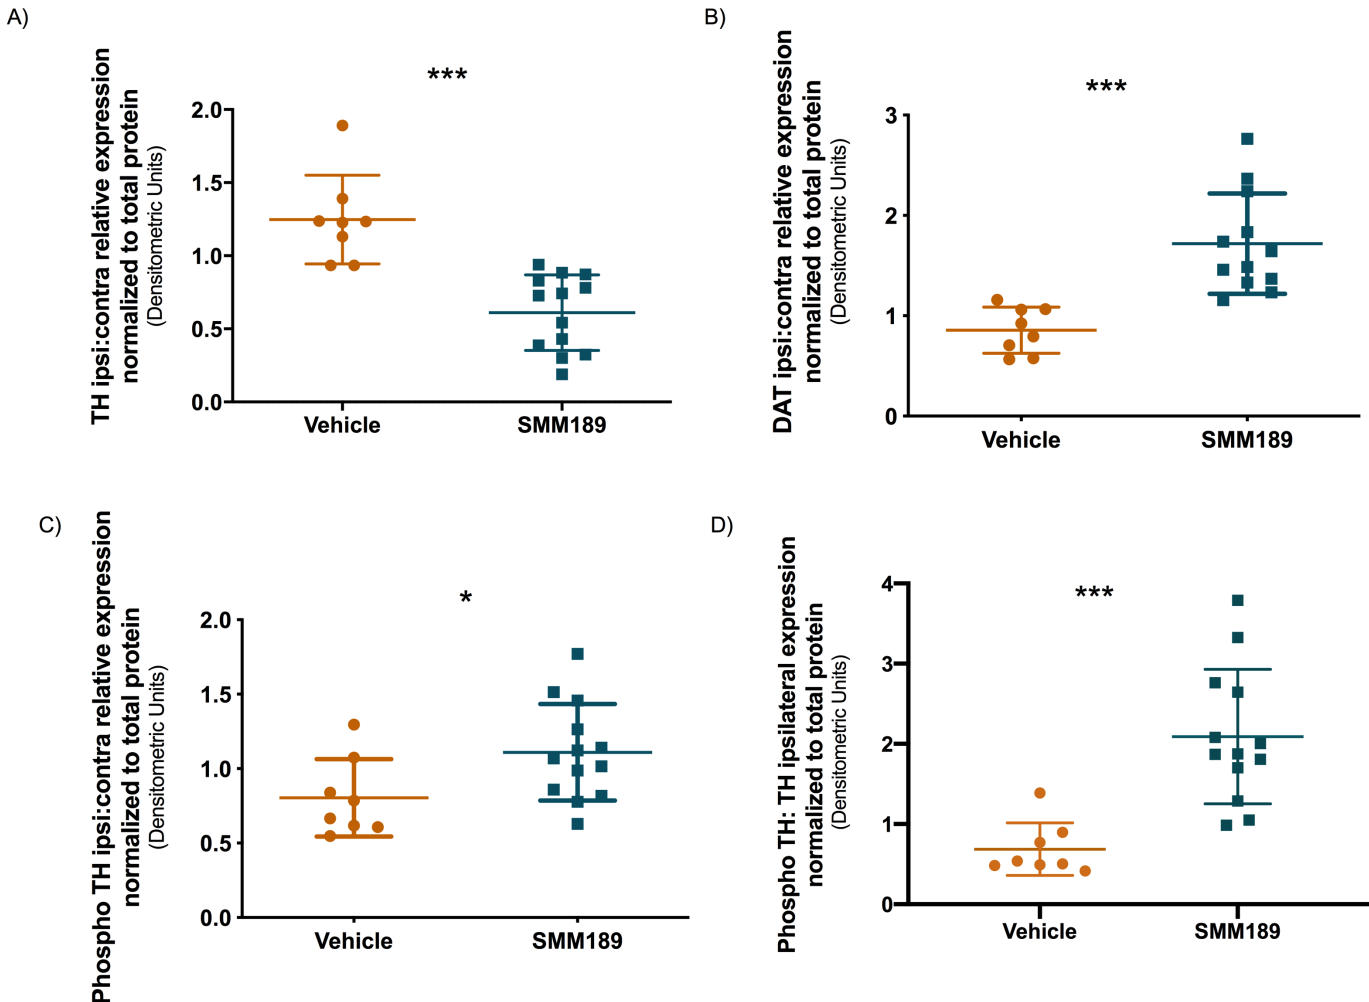 A)
TH ipsi:contra relative expression
normalized to total protein
(Densitometric Units)
***
2.0
1.5
1.0
0.5
0.0
Vehicle
SMM189
B)
DAT ipsi:contra relative expression
normalized to total protein
(Densitometric Units)
***
3
2
1
0
Vehicle
SMM189
C)
Phospho TH ipsi:contra relative expression
normalized to total protein
(Densitometric Units)
*
2.0
1.5
1.0
0.5
0.0
Vehicle
SMM189
D)
Phospho TH: TH ipsilateral expression
normalized to total protein
(Densitometric Units)
***
4
3
2
1
0
Vehicle
SMM189